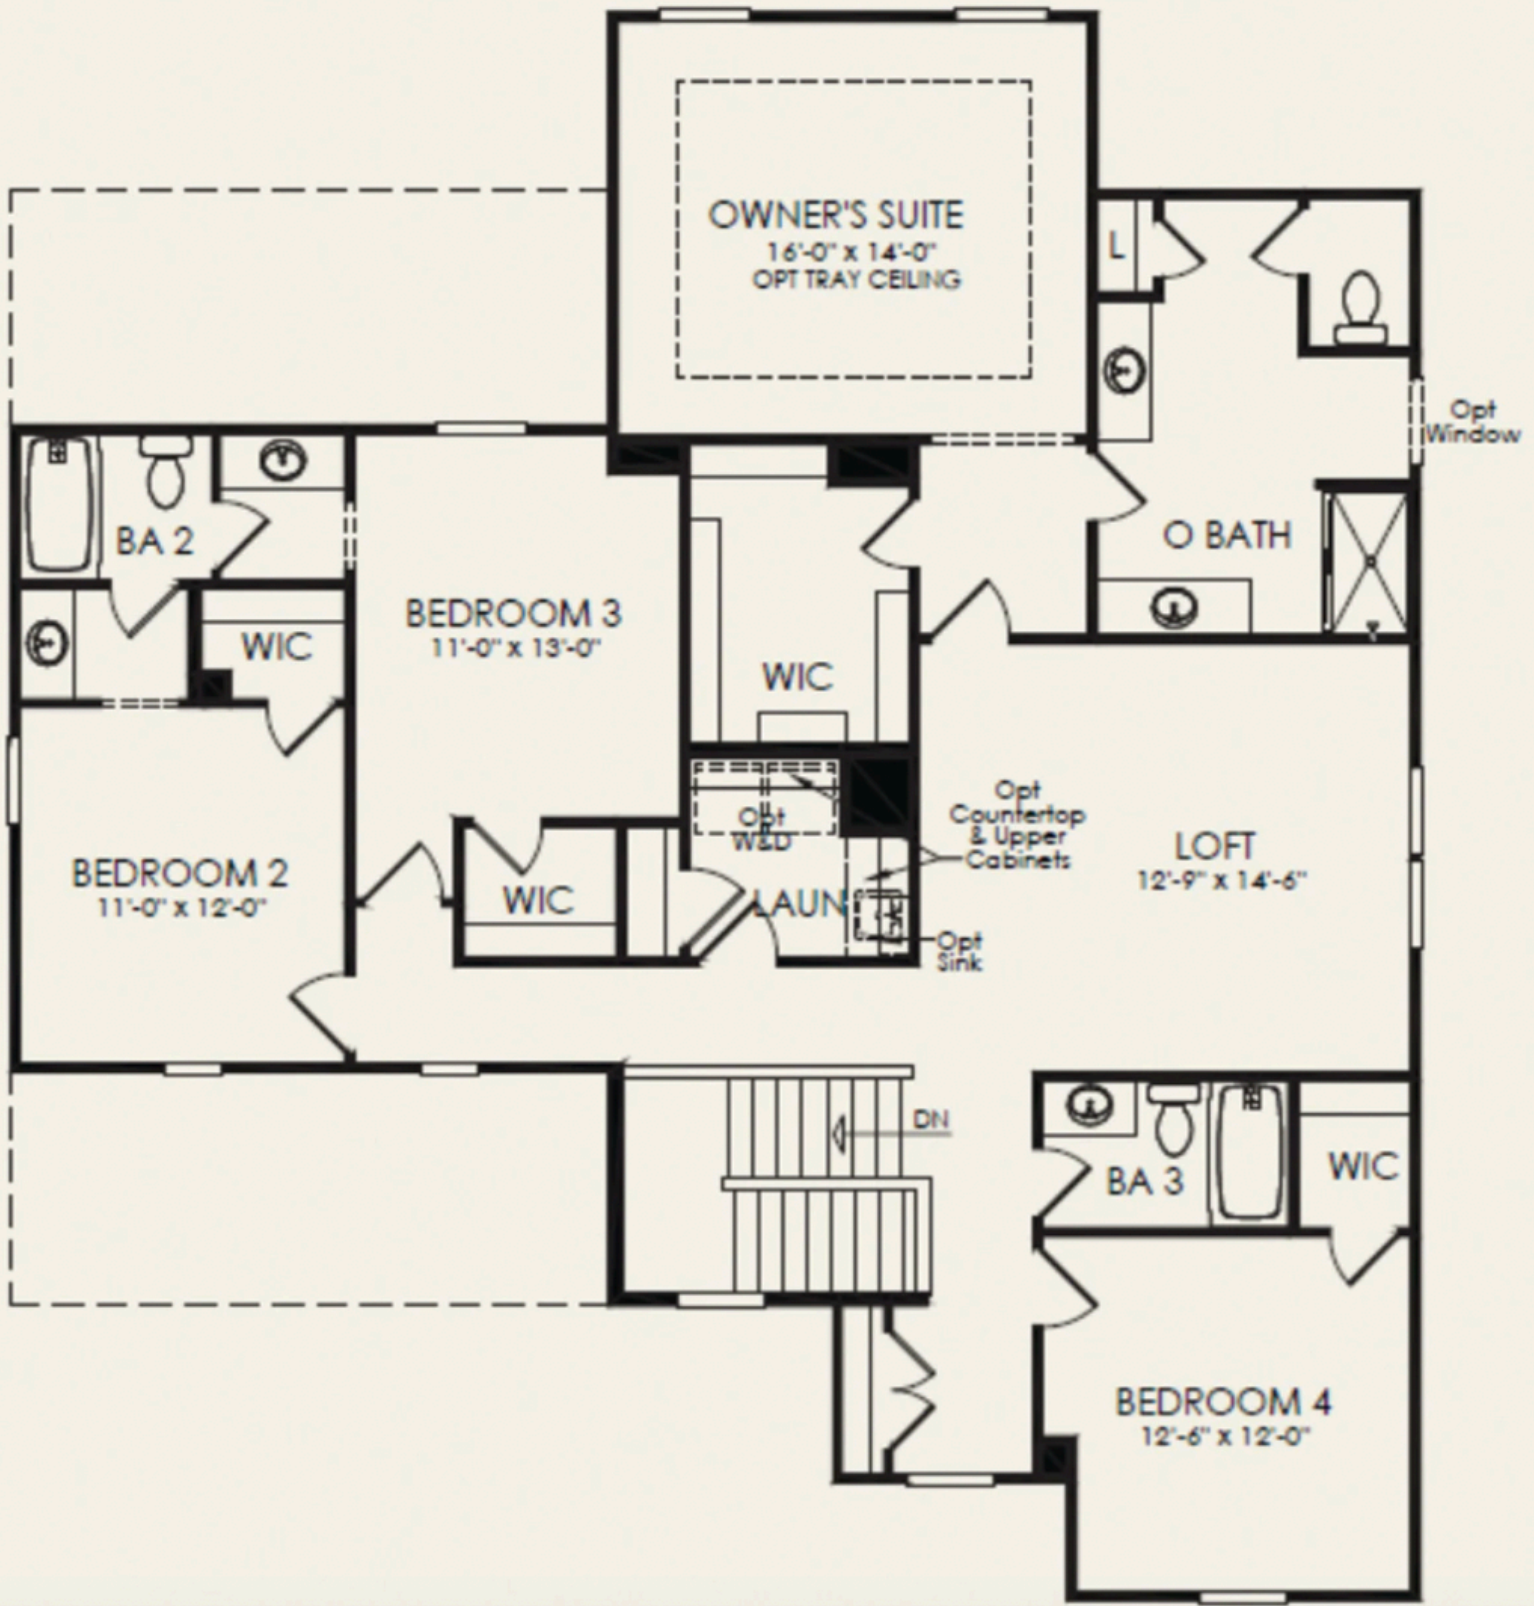 OWNER'S SUITE
16'-0" x 14'-0"
OPT TRAY CEILING
L
Opt
Window
BA 2
O BATH
BEDROOM 3
11'-0" x 13'-0"
WIC
WIC
Opt
W&D
Opt
Countertop
& Upper
Cabinets
LOFT
12'-9" x 14'-6"
BEDROOM 2
11'-0" x 12'-0"
WIC
LAUN
Opt
Sink
DN
BA 3
WIC
BEDROOM 4
12'-6" x 12'-0"